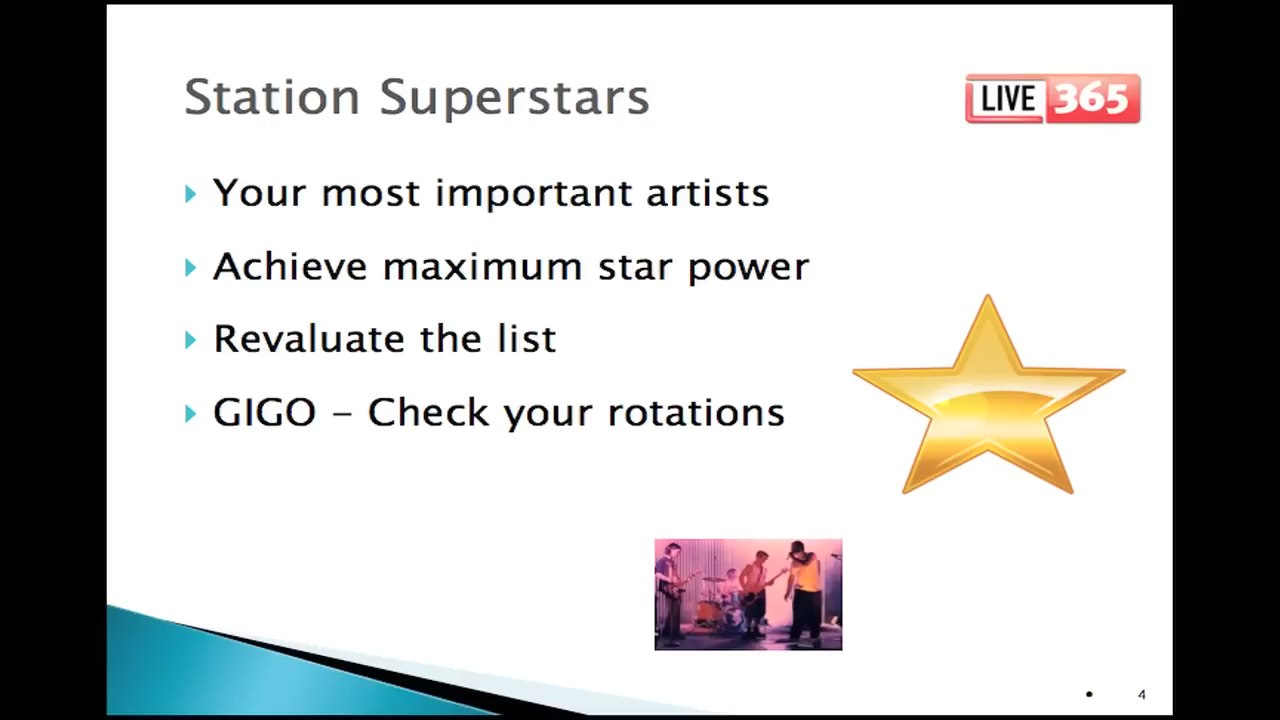 Station Superstars
LIVE 365
Your most important artists
Achieve maximum star power
Revaluate the list
GIGO – Check your rotations
4